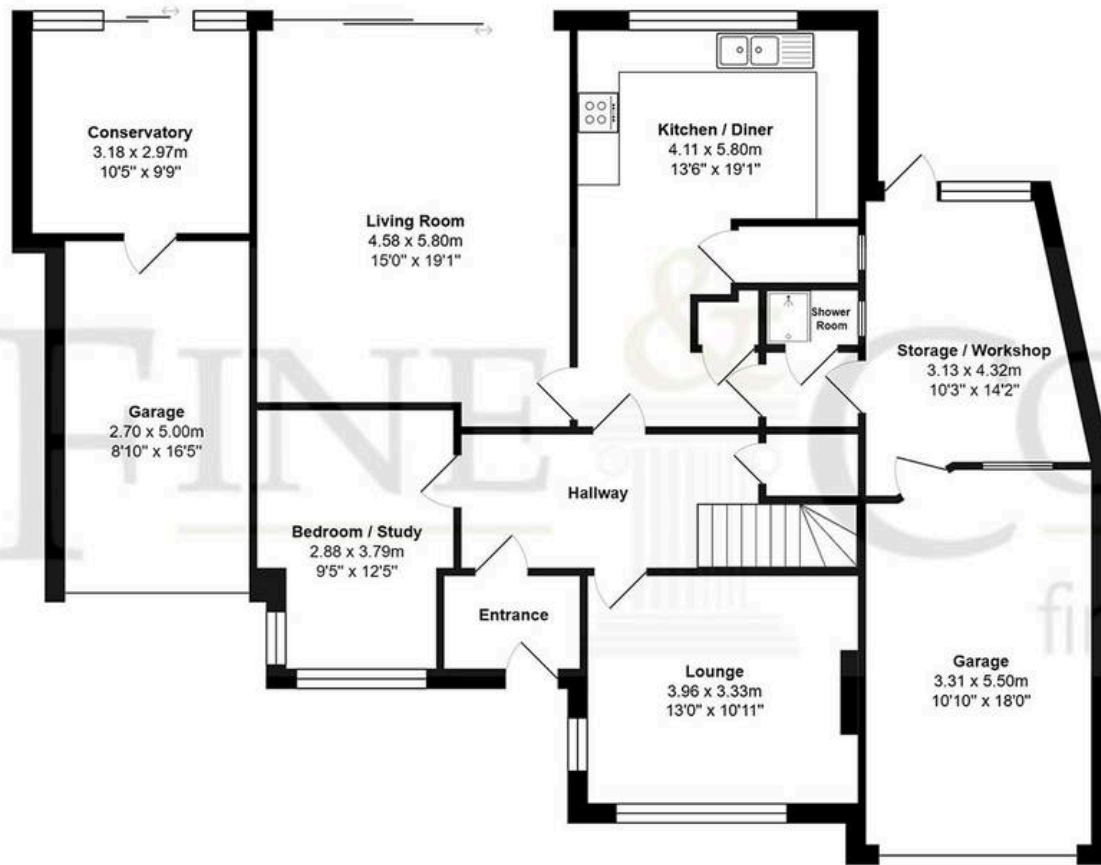 Conservatory
3.18 x 2.97m
10'5" x 9'9"
Living Room
4.58 x 5.80m
15'0" x 19'1"
Kitchen / Diner
4.11 x 5.80m
13'6" x 19'1"
Shower
Room
Storage / Workshop
3.13 x 4.32m
10'3" x 14'2"
Garage
2.70 x 5.00m
8'10" x 16'5"
Hallway
Bedroom / Study
2.88 x 3.79m
9'5" x 12'5"
Entrance
Lounge
3.96 x 3.33m
13'0" x 10'11"
Garage
3.31 x 5.50m
10'10" x 18'0"
FINE & CO
fin